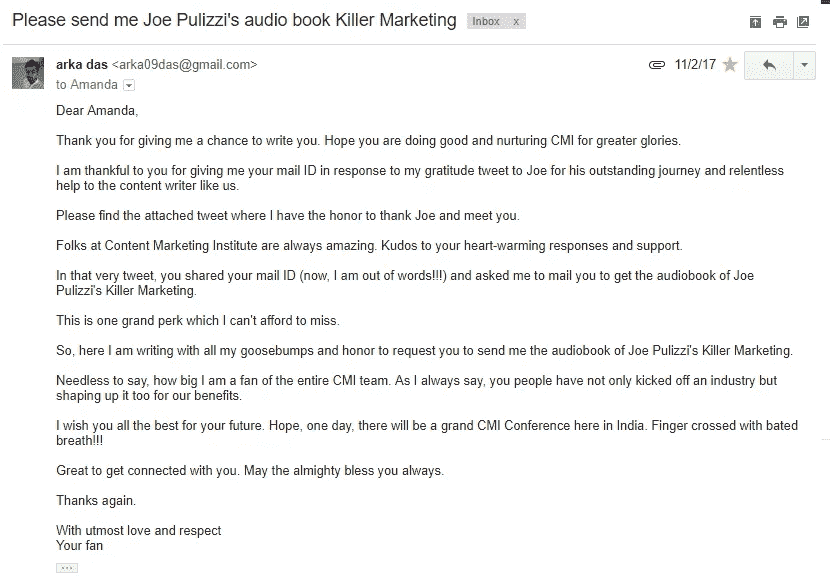 Please send me Joe Pulizzi's audio book Killer Marketing Inbox x
arka das <arka09das@gmail.com> 11/2/17
to Amanda
Dear Amanda,
Thank you for giving me a chance to write you. Hope you are doing good and nurturing CMI for greater glories.
I am thankful to you for giving me your mail ID in response to my gratitude tweet to Joe for his outstanding journey and relentless
help to the content writer like us.
Please find the attached tweet where I have the honor to thank Joe and meet you.
Folks at Content Marketing Institute are always amazing. Kudos to your heart-warming responses and support.
In that very tweet, you shared your mail ID (now, I am out of words!!!) and asked me to mail you to get the audiobook of Joe
Pulizzi's Killer Marketing.
This is one grand perk which I can't afford to miss.
So, here I am writing with all my goosebumps and honor to request you to send me the audiobook of Joe Pulizzi's Killer Marketing.
Needless to say, how big I am a fan of the entire CMI team. As I always say, you people have not only kicked off an industry but
shaping up it too for our benefits.
I wish you all the best for your future. Hope, one day, there will be a grand CMI Conference here in India. Finger crossed with bated
breath!!!
Great to get connected with you. May the almighty bless you always.
Thanks again.
With utmost love and respect
Your fan